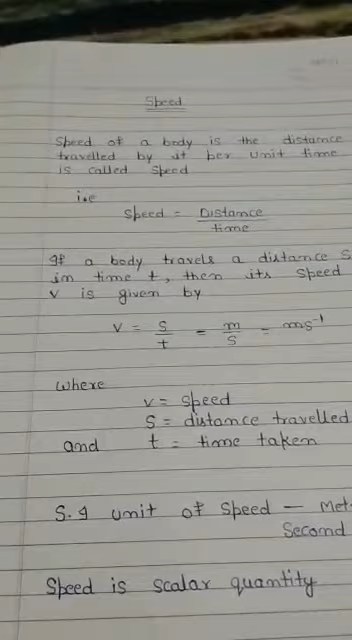 Speed
Speed of a body is the distance
travelled by it per unit time
is called Speed
i.e
Speed = Distance
time
If a body travels a distance S
in time t, then its speed
v is given by
v = S/t = m/s = ms⁻¹
where
v = speed
S = distance travelled
and t = time taken
S.I unit of Speed — Met
Second
Speed is scalar quantity